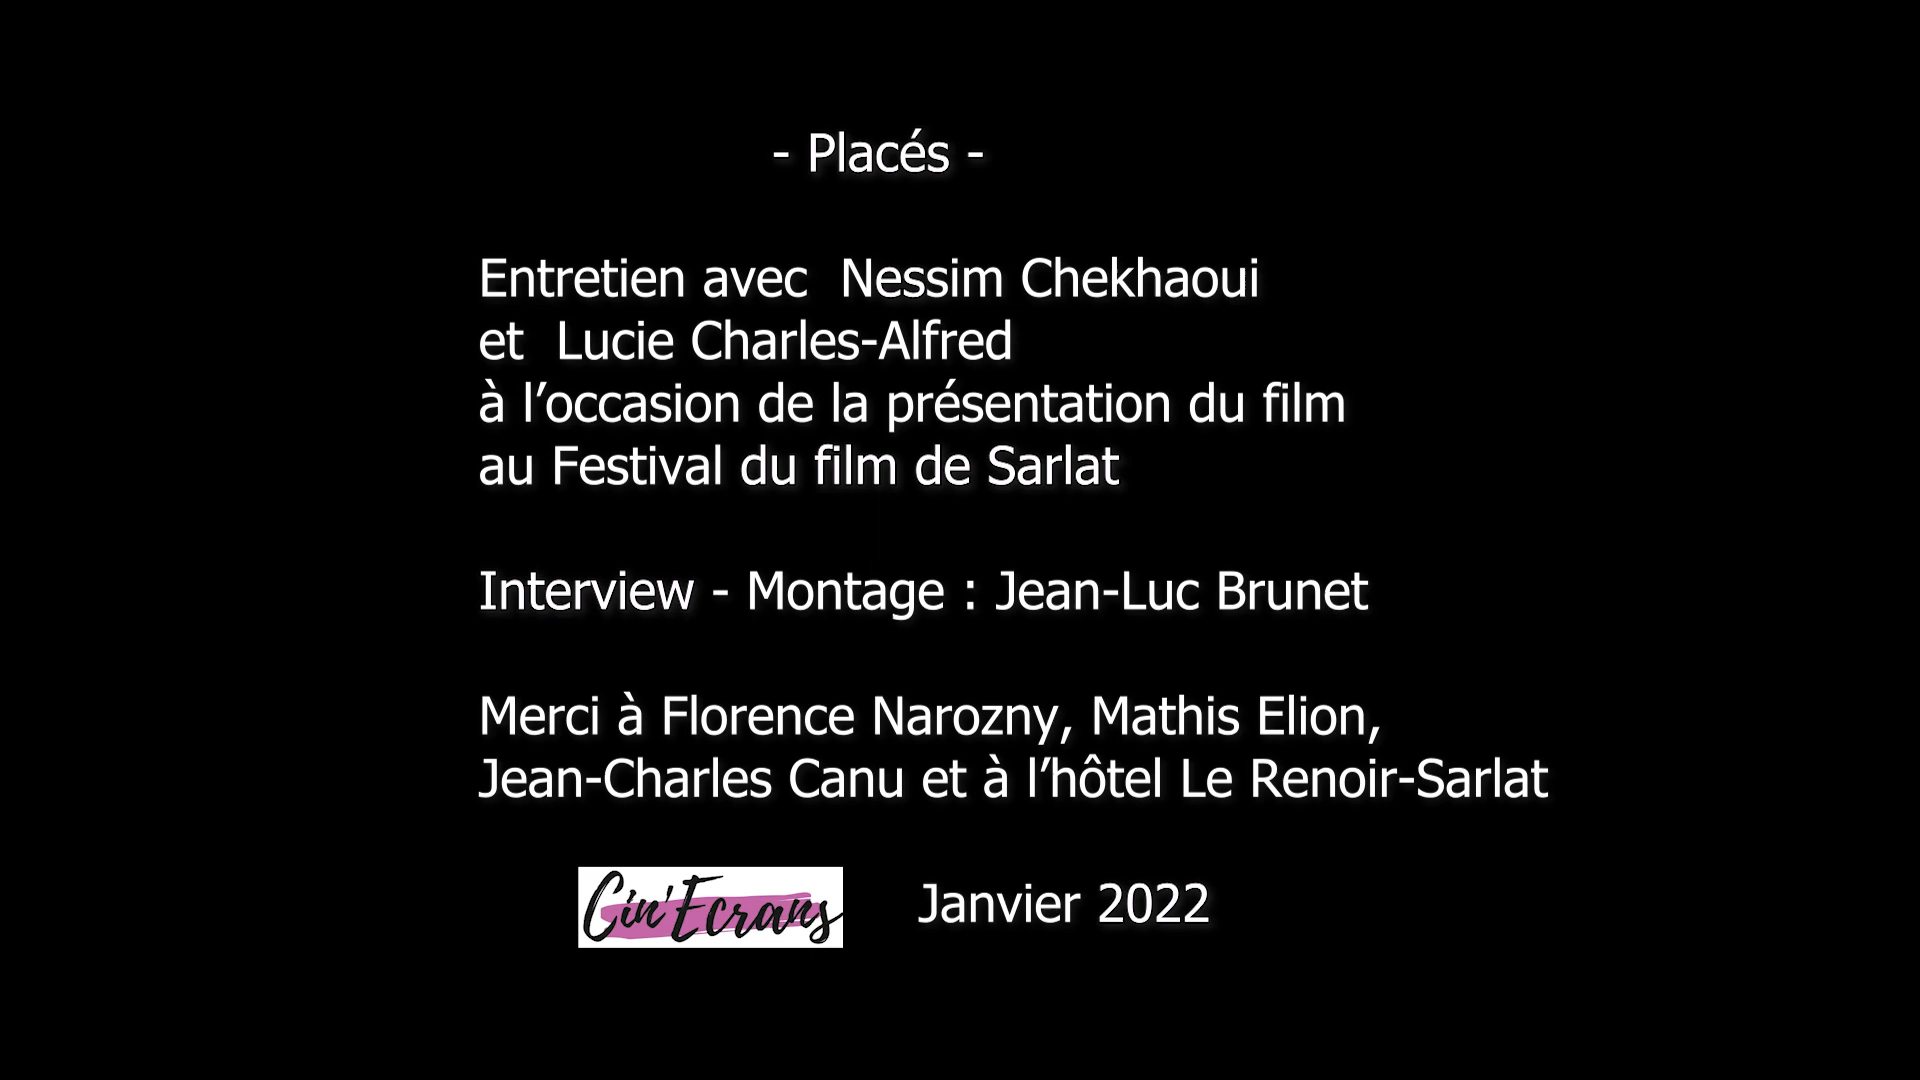 - Placés -
Entretien avec  Nessim Chekhaoui
et  Lucie Charles-Alfred
à l’occasion de la présentation du film
au Festival du film de Sarlat
Interview - Montage : Jean-Luc Brunet
Merci à Florence Narozny, Mathis Elion,
Jean-Charles Canu et à l’hôtel Le Renoir-Sarlat
Cin'Ecrans
Janvier 2022